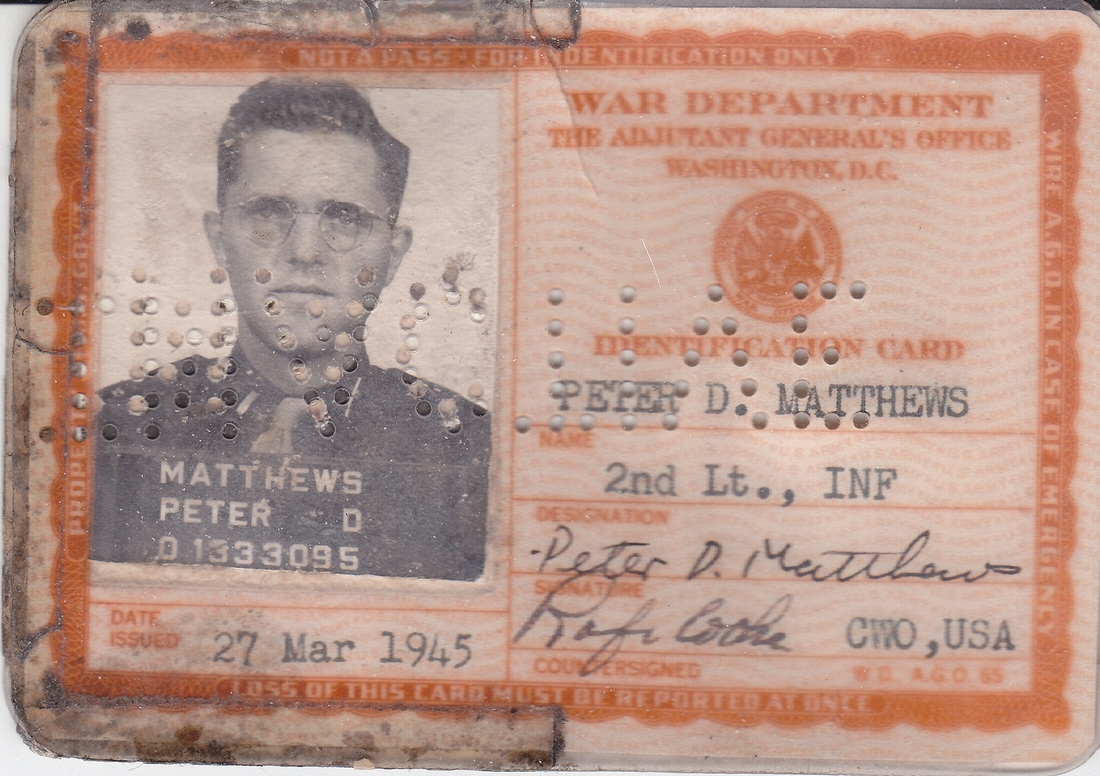 NOT A PASS - FOR IDENTIFICATION ONLY
WAR DEPARTMENT
THE ADJUTANT GENERAL'S OFFICE
WASHINGTON, D.C.
IDENTIFICATION CARD
PETER D. MATTHEWS
NAME
2nd Lt., INF
DESIGNATION
Peter D. Matthews
SIGNATURE
CWO, USA
COUNTERSIGNED
W.D. A.G.O. 65
MATTHEWS
PETER D
O 1333095
DATE
ISSUED
27 Mar 1945
LOSS OF THIS CARD MUST BE REPORTED AT ONCE
WIRE A.G.O. IN CASE OF EMERGENCY
PROPERTY GOV